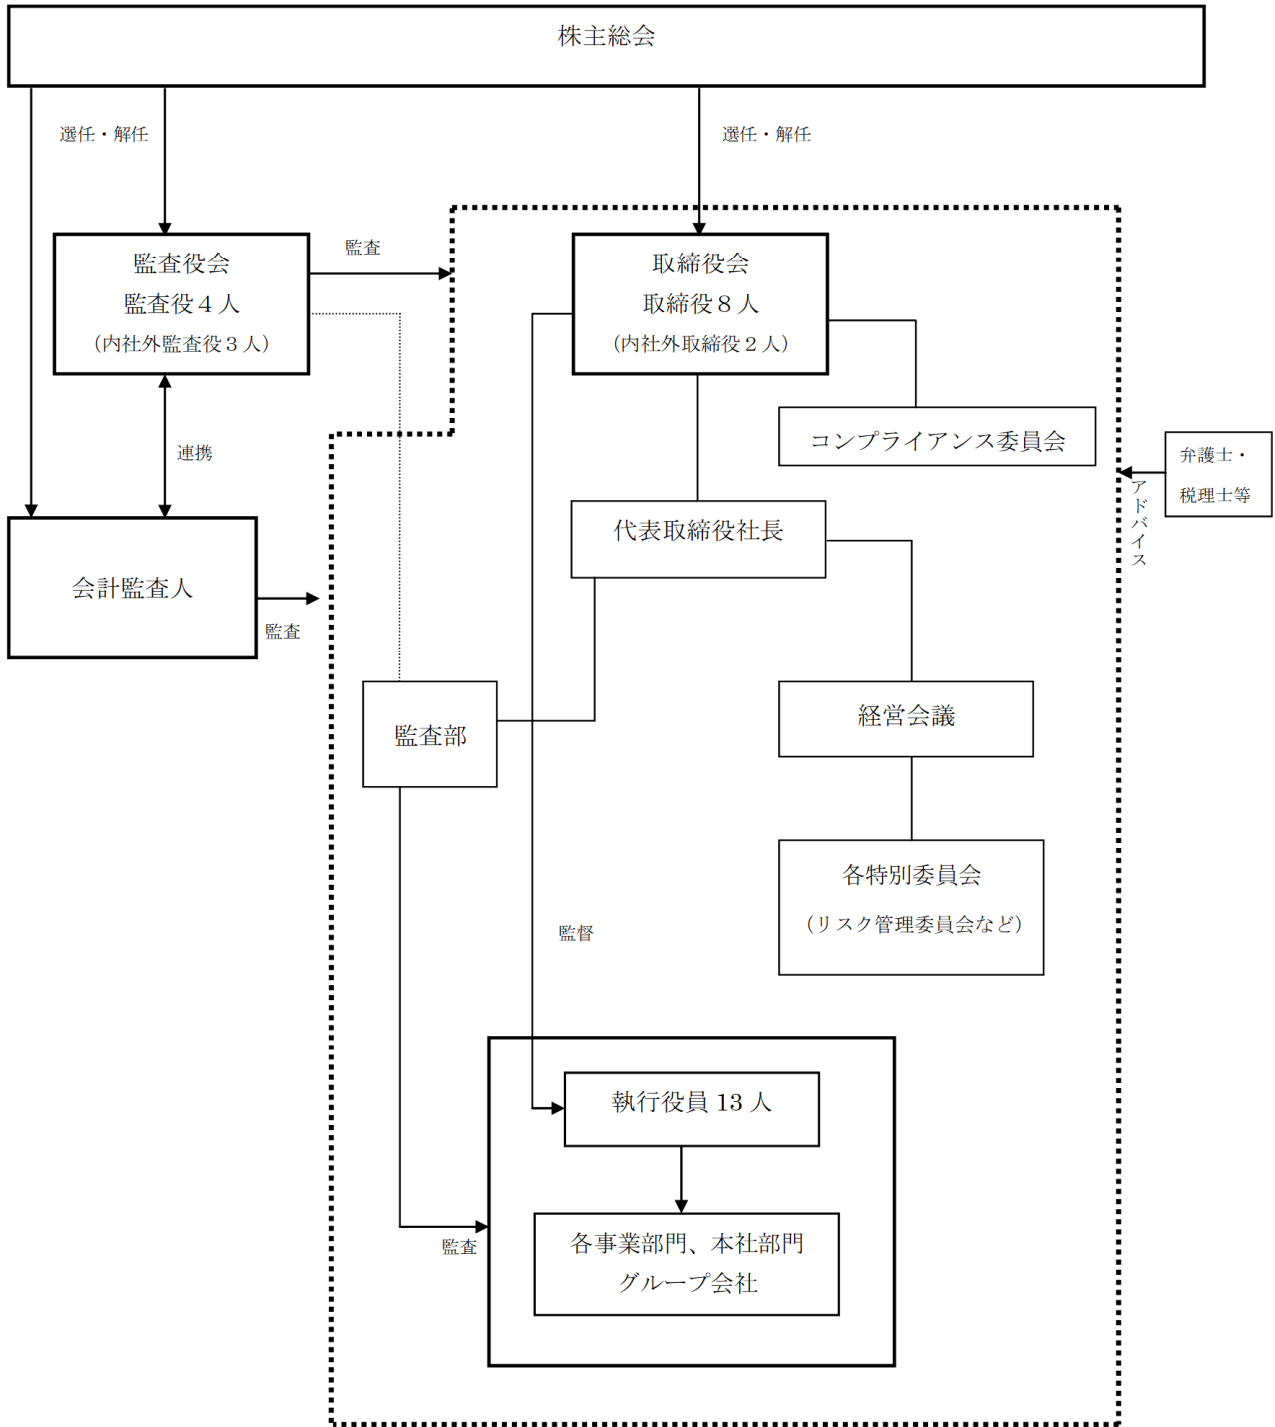 株主総会
選任・解任
選任・解任
監査役会
監査役４人
（内社外監査役３人）
監査
取締役会
取締役８人
（内社外取締役２人）
コンプライアンス委員会
弁護士・
税理士等
アドバイス
連携
代表取締役社長
会計監査人
監査
監査部
経営会議
各特別委員会
（リスク管理委員会など）
監督
執行役員 13 人
監査
各事業部門、本社部門
グループ会社